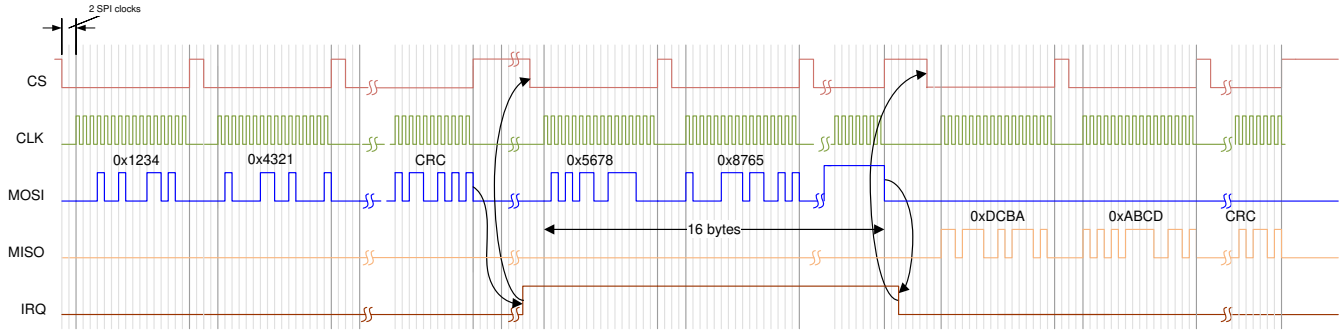 2 SPI clocks
CS
CLK
0x1234 0x4321 CRC 0x5678 0x8765
MOSI
0xDCBA 0xABCD CRC
16 bytes
MISO
IRQ